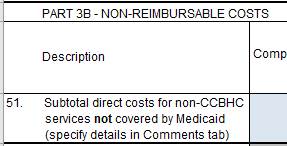 PART 3B - NON-REIMBURSABLE COSTS
Description
Comp
51. Subtotal direct costs for non-CCBHC
services not covered by Medicaid
(specify details in Comments tab)